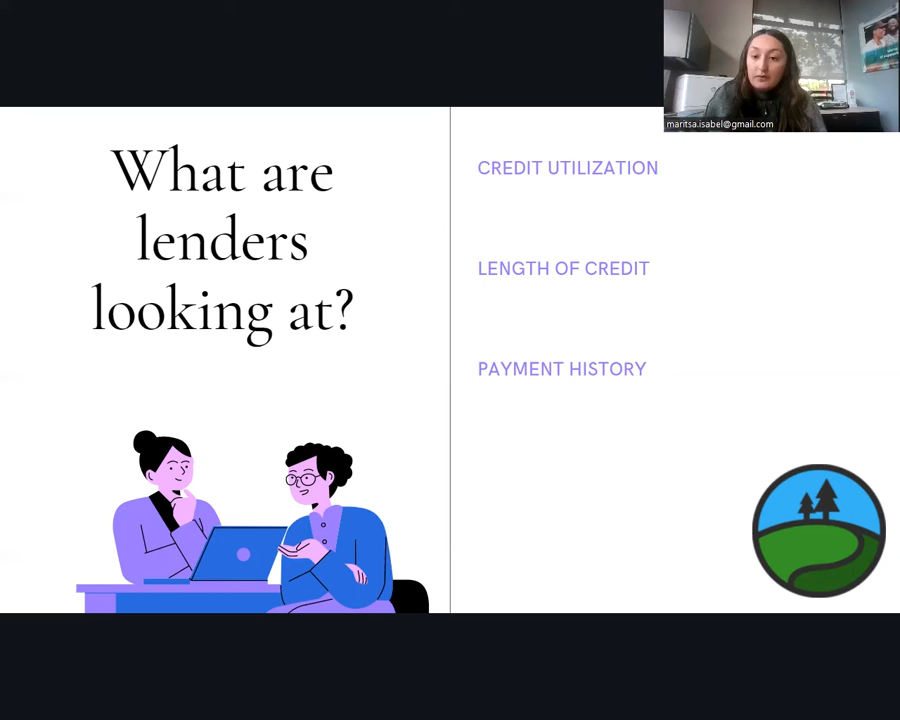 maritsa.isabel@gmail.com
What are
lenders
looking at?
CREDIT UTILIZATION
LENGTH OF CREDIT
PAYMENT HISTORY